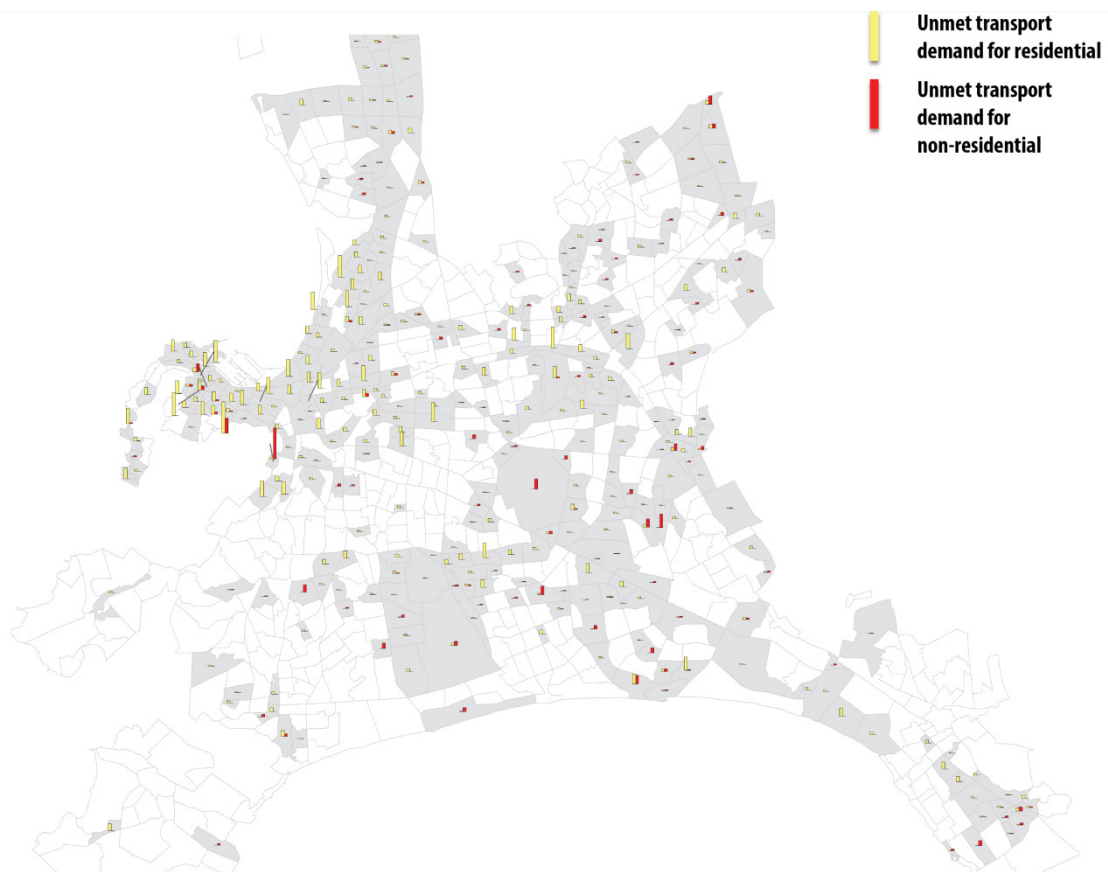 Unmet transport
demand for residential
Unmet transport
demand for
non-residential